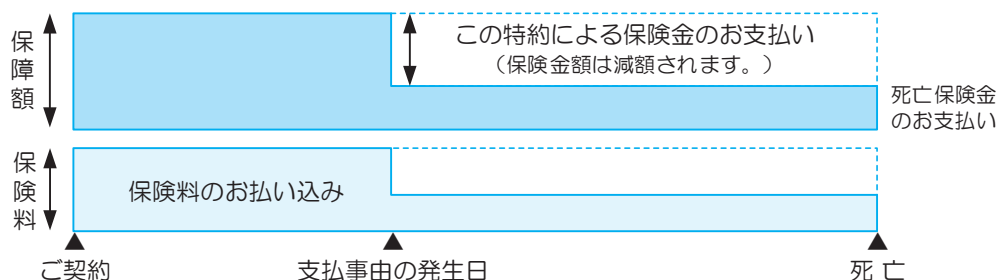 保障額
この特約による保険金のお支払い
(保険金額は減額されます。)
死亡保険金
のお支払い
保険料
保険料のお払い込み
ご契約
支払事由の発生日
死亡